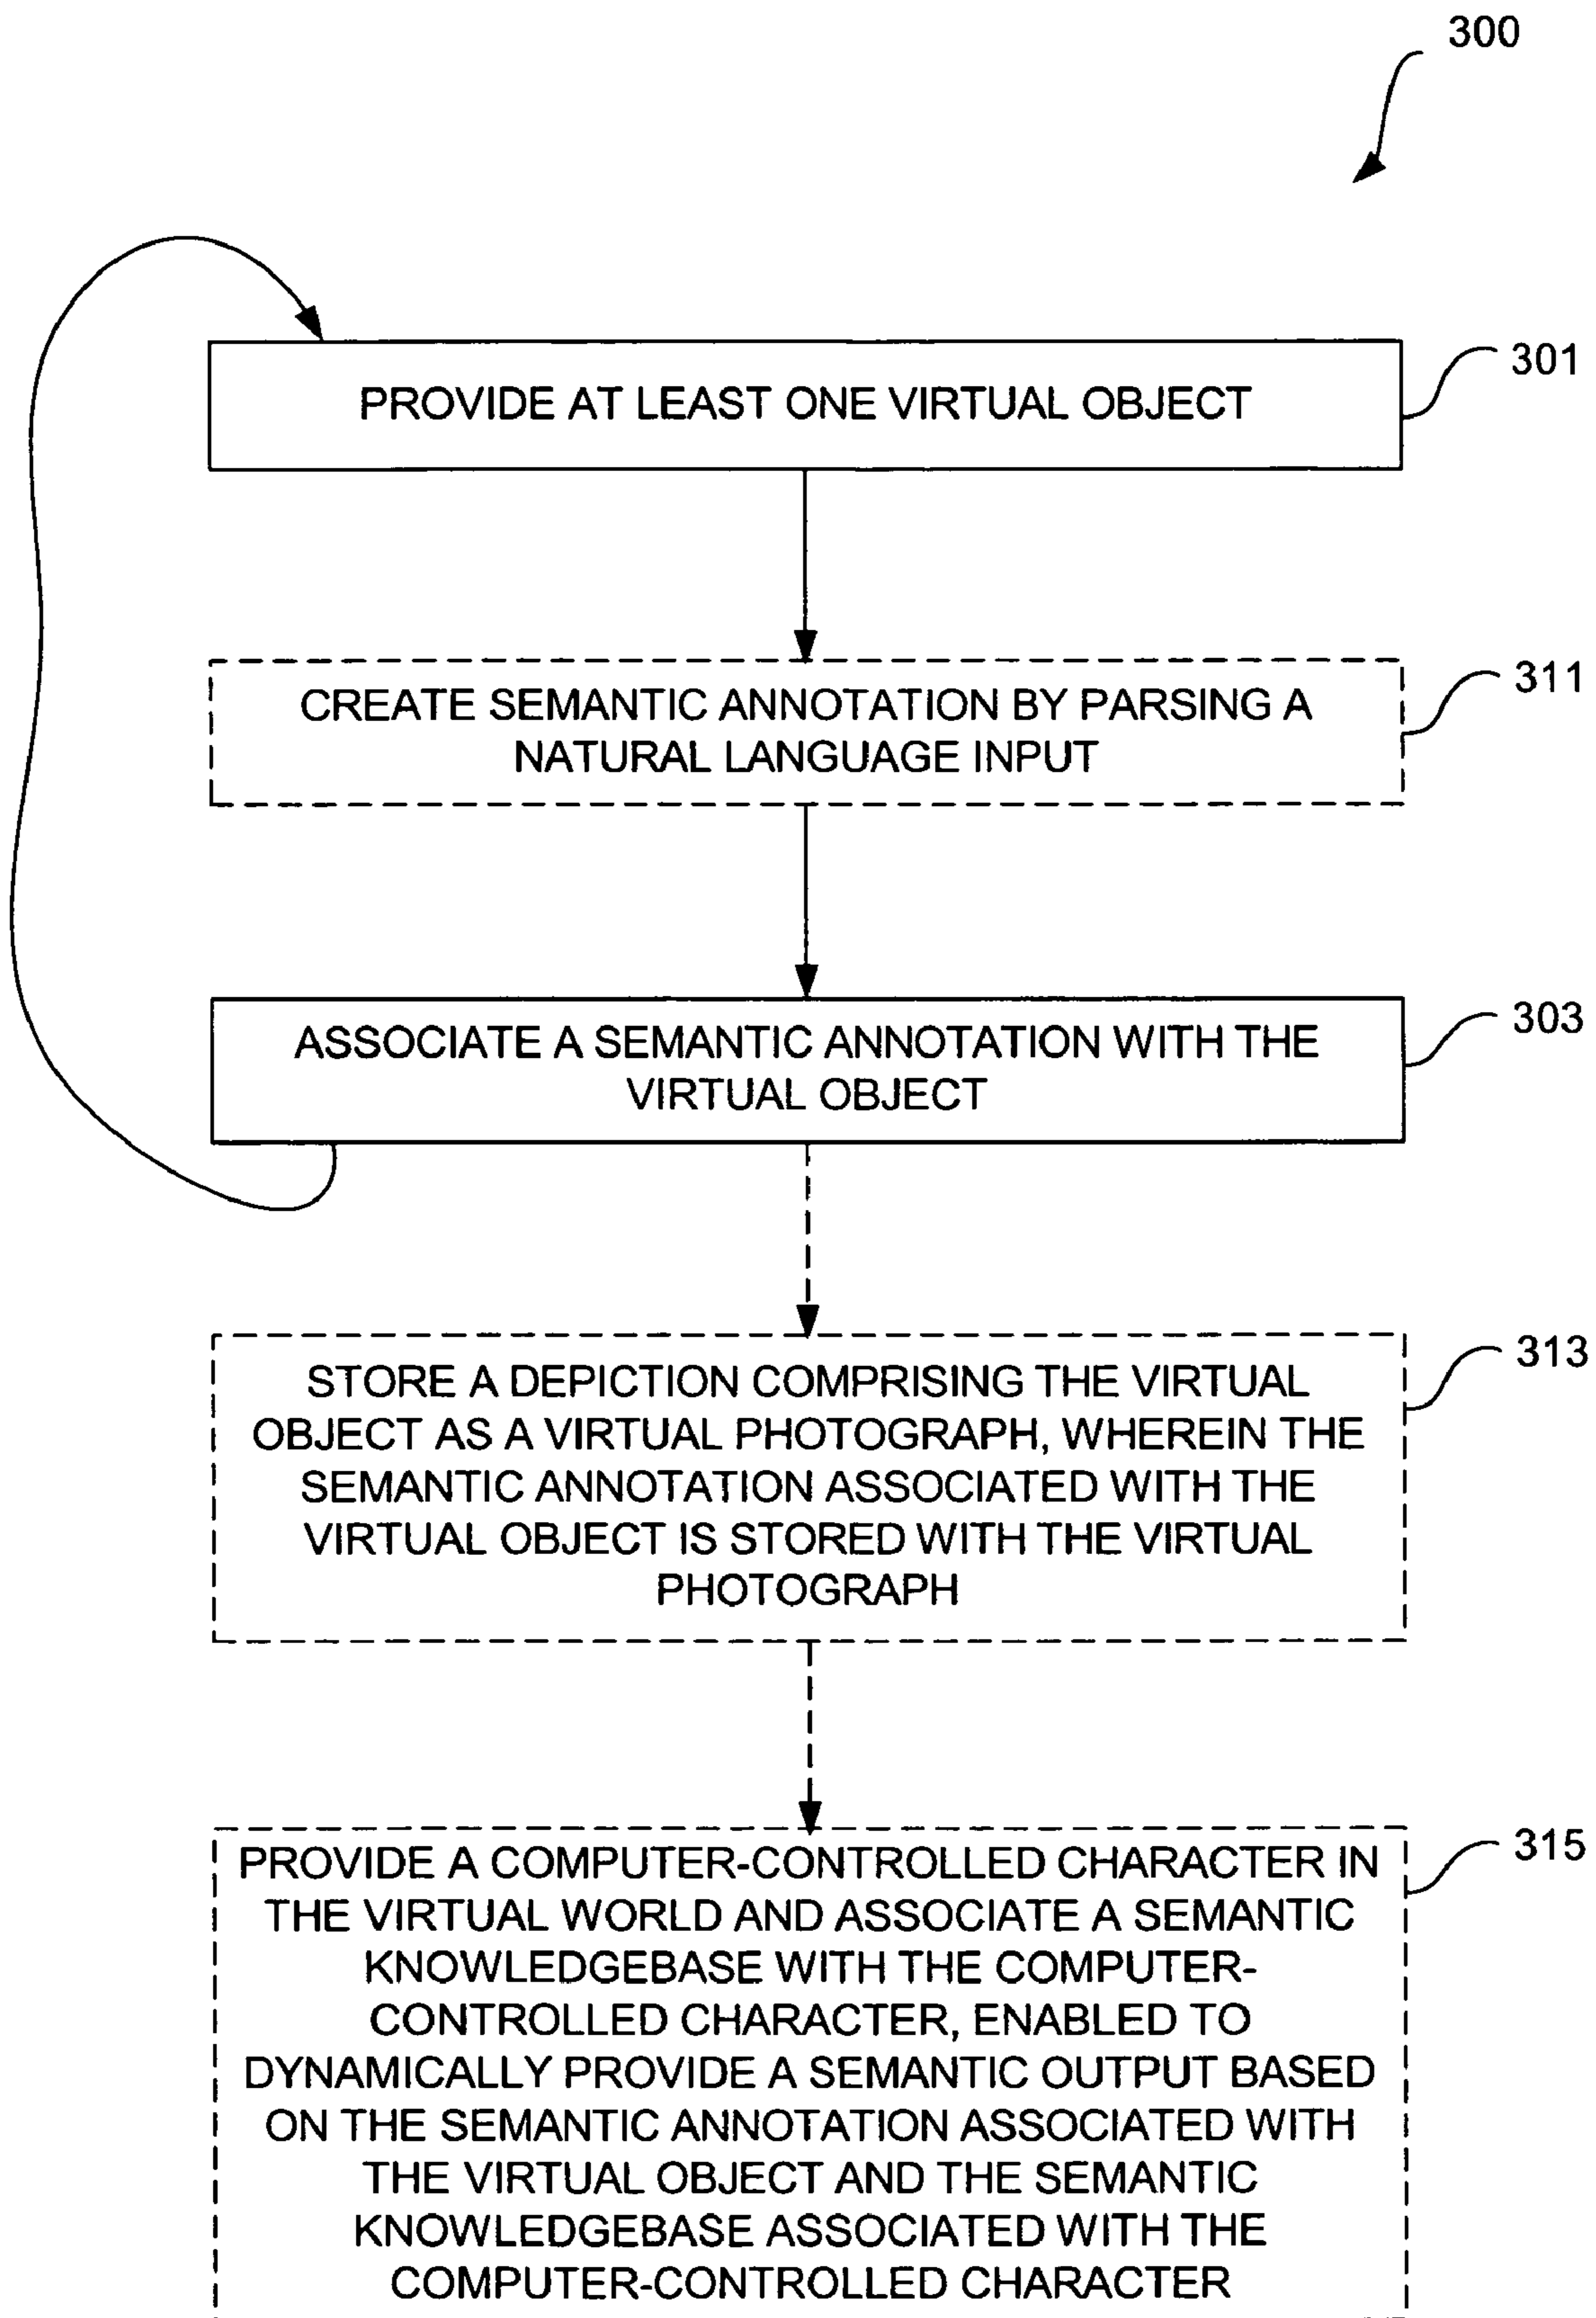 300
PROVIDE AT LEAST ONE VIRTUAL OBJECT
301
CREATE SEMANTIC ANNOTATION BY PARSING A
NATURAL LANGUAGE INPUT
311
ASSOCIATE A SEMANTIC ANNOTATION WITH THE
VIRTUAL OBJECT
303
STORE A DEPICTION COMPRISING THE VIRTUAL
OBJECT AS A VIRTUAL PHOTOGRAPH, WHEREIN THE
SEMANTIC ANNOTATION ASSOCIATED WITH THE
VIRTUAL OBJECT IS STORED WITH THE VIRTUAL
PHOTOGRAPH
313
PROVIDE A COMPUTER-CONTROLLED CHARACTER IN
THE VIRTUAL WORLD AND ASSOCIATE A SEMANTIC
KNOWLEDGEBASE WITH THE COMPUTER-
CONTROLLED CHARACTER, ENABLED TO
DYNAMICALLY PROVIDE A SEMANTIC OUTPUT BASED
ON THE SEMANTIC ANNOTATION ASSOCIATED WITH
THE VIRTUAL OBJECT AND THE SEMANTIC
KNOWLEDGEBASE ASSOCIATED WITH THE
COMPUTER-CONTROLLED CHARACTER
315